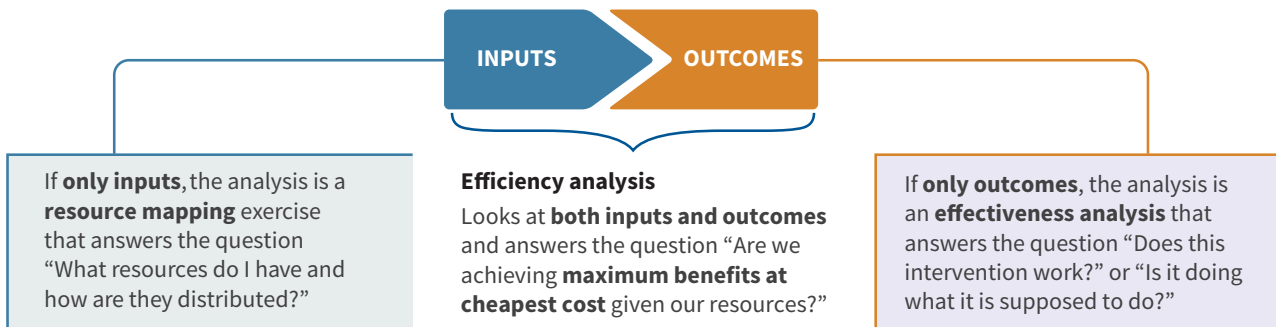 INPUTS
OUTCOMES
If only inputs, the analysis is a
resource mapping exercise
that answers the question
“What resources do I have and
how are they distributed?”
Efficiency analysis
Looks at both inputs and outcomes
and answers the question “Are we
achieving maximum benefits at
cheapest cost given our resources?”
If only outcomes, the analysis is
an effectiveness analysis that
answers the question “Does this
intervention work?” or “Is it doing
what it is supposed to do?”